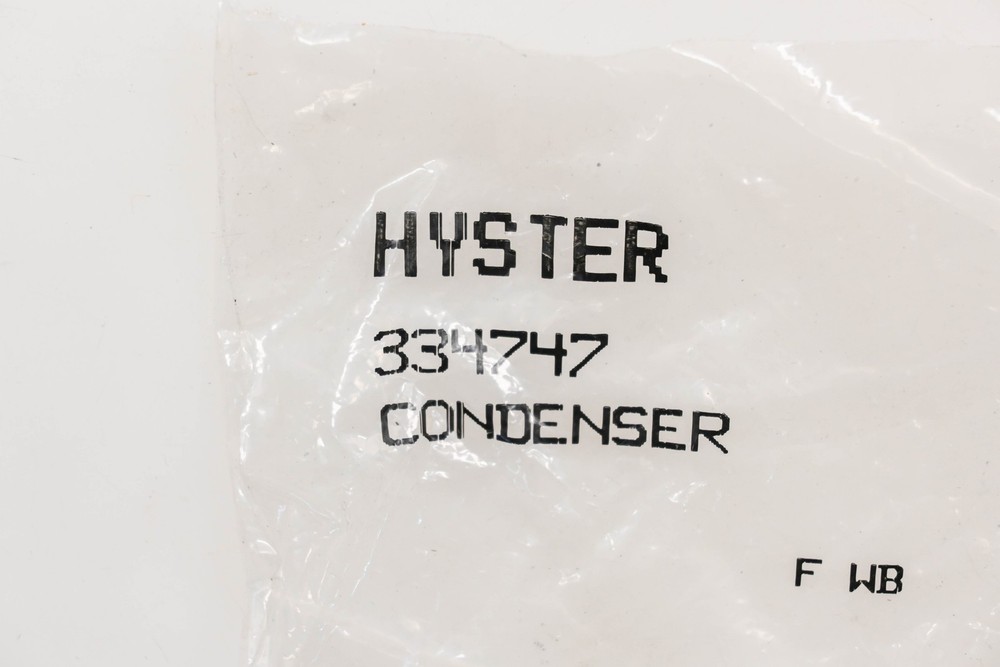 HYSTER
334747
CONDENSER
F WB